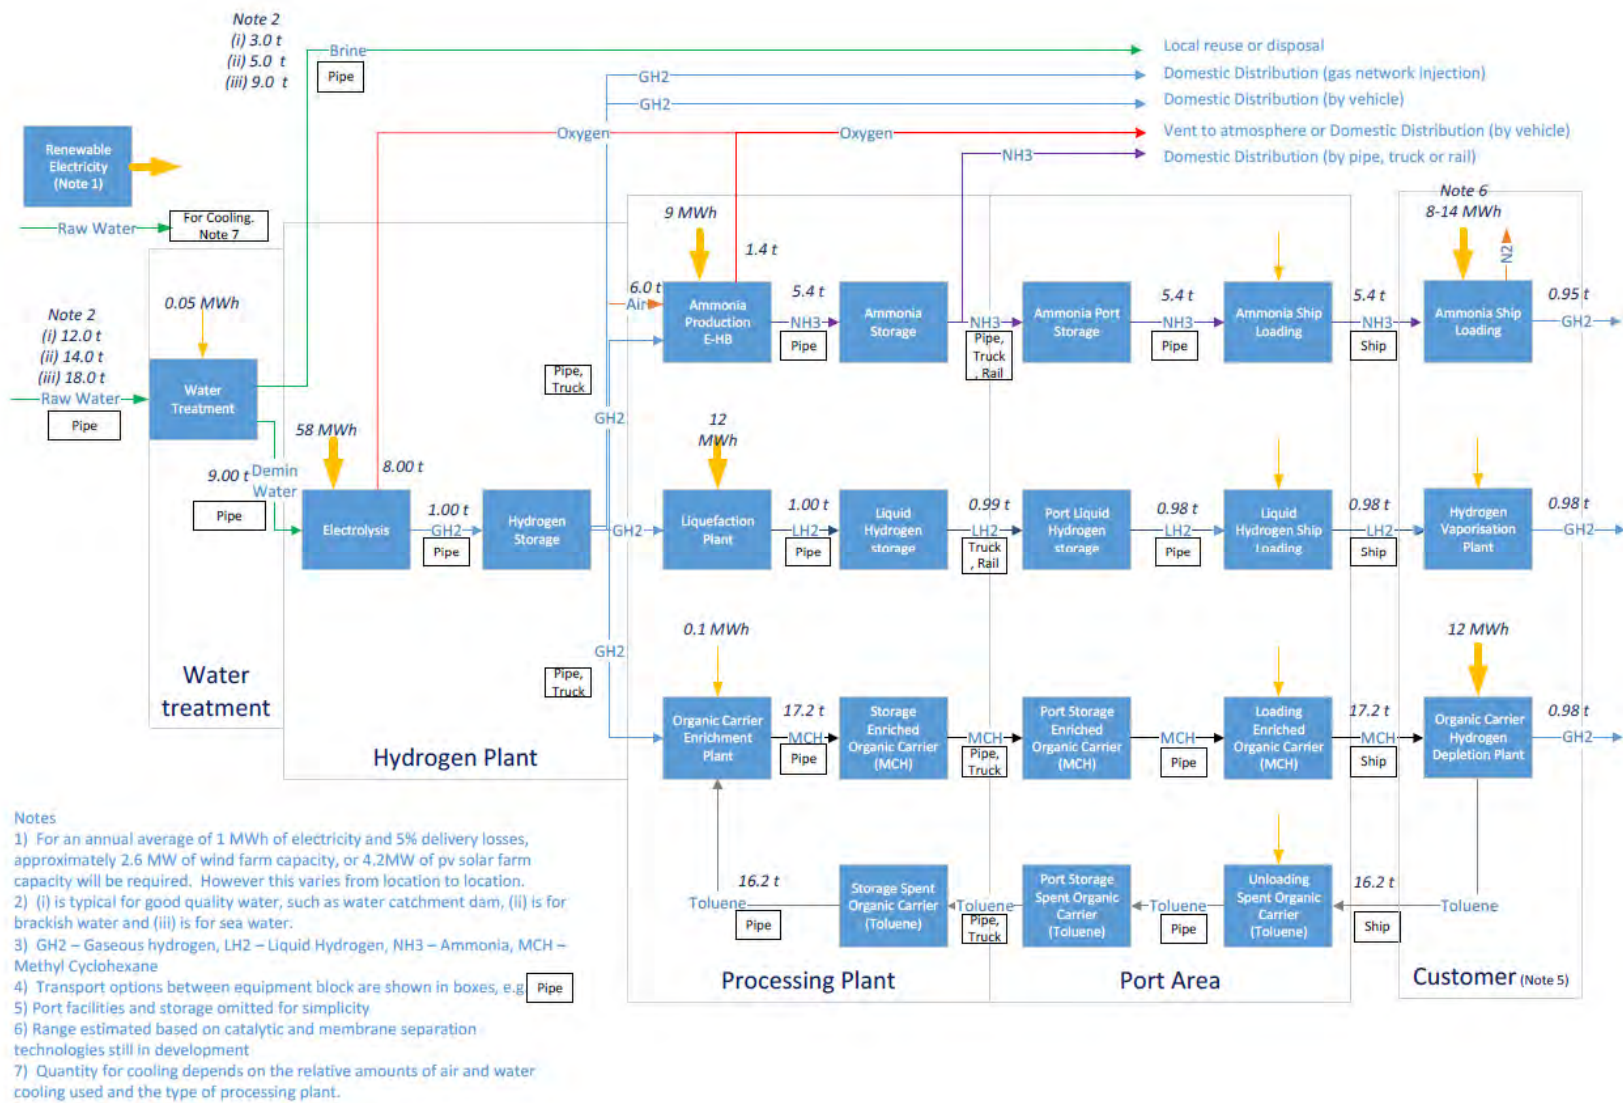 Note 2
(i) 3.0 t
(ii) 5.0 t
(iii) 9.0 t
Brine
Pipe
Local reuse or disposal
GH2
Domestic Distribution (gas network injection)
GH2
Domestic Distribution (by vehicle)
Oxygen
Oxygen
Vent to atmosphere or Domestic Distribution (by vehicle)
NH3
Domestic Distribution (by pipe, truck or rail)
Renewable
Electricity
(Note 1)
Raw Water
For Cooling.
Note 7
Note 2
(i) 12.0 t
(ii) 14.0 t
(iii) 18.0 t
Raw Water
Pipe
0.05 MWh
Water
Treatment
9.00 t
Demin
Water
Pipe
Water
treatment
58 MWh
8.00 t
Electrolysis
1.00 t
GH2
Pipe
Hydrogen
Storage
Hydrogen Plant
Pipe,
Truck
GH2
GH2
GH2
Pipe,
Truck
9 MWh
1.4 t
6.0 t
Air
Ammonia
Production
E-HB
5.4 t
NH3
Pipe
Ammonia
Storage
NH3
Pipe,
Truck
, Rail
Ammonia Port
Storage
5.4 t
NH3
Pipe
Ammonia Ship
Loading
5.4 t
NH3
Ship
Note 6
8-14 MWh
N2
Ammonia Ship
Loading
0.95 t
GH2
12
MWh
Liquefaction
Plant
1.00 t
LH2
Pipe
Liquid
Hydrogen
storage
0.99 t
LH2
Truck
, Rail
Port Liquid
Hydrogen
storage
0.98 t
LH2
Pipe
Liquid
Hydrogen Ship
Loading
0.98 t
LH2
Ship
Hydrogen
Vaporisation
Plant
0.98 t
GH2
0.1 MWh
Organic Carrier
Enrichment
Plant
17.2 t
MCH
Pipe
Storage
Enriched
Organic Carrier
(MCH)
MCH
Pipe,
Truck
Port Storage
Enriched
Organic Carrier
(MCH)
MCH
Pipe
Loading
Enriched
Organic Carrier
(MCH)
17.2 t
MCH
Ship
12 MWh
Organic Carrier
Hydrogen
Depletion Plant
0.98 t
GH2
Toluene
16.2 t
Pipe
Storage Spent
Organic Carrier
(Toluene)
Toluene
Pipe,
Truck
Port Storage
Spent Organic
Carrier
(Toluene)
Toluene
Pipe
Unloading
Spent Organic
Carrier
(Toluene)
16.2 t
Ship
Toluene
Processing Plant
Port Area
Customer (Note 5)
Notes
1) For an annual average of 1 MWh of electricity and 5% delivery losses,
approximately 2.6 MW of wind farm capacity, or 4.2MW of pv solar farm
capacity will be required. However this varies from location to location.
2) (i) is typical for good quality water, such as water catchment dam, (ii) is for
brackish water and (iii) is for sea water.
3) GH2 – Gaseous hydrogen, LH2 – Liquid Hydrogen, NH3 – Ammonia, MCH –
Methyl Cyclohexane
4) Transport options between equipment block are shown in boxes, e.g. Pipe
5) Port facilities and storage omitted for simplicity
6) Range estimated based on catalytic and membrane separation
technologies still in development
7) Quantity for cooling depends on the relative amounts of air and water
cooling used and the type of processing plant.